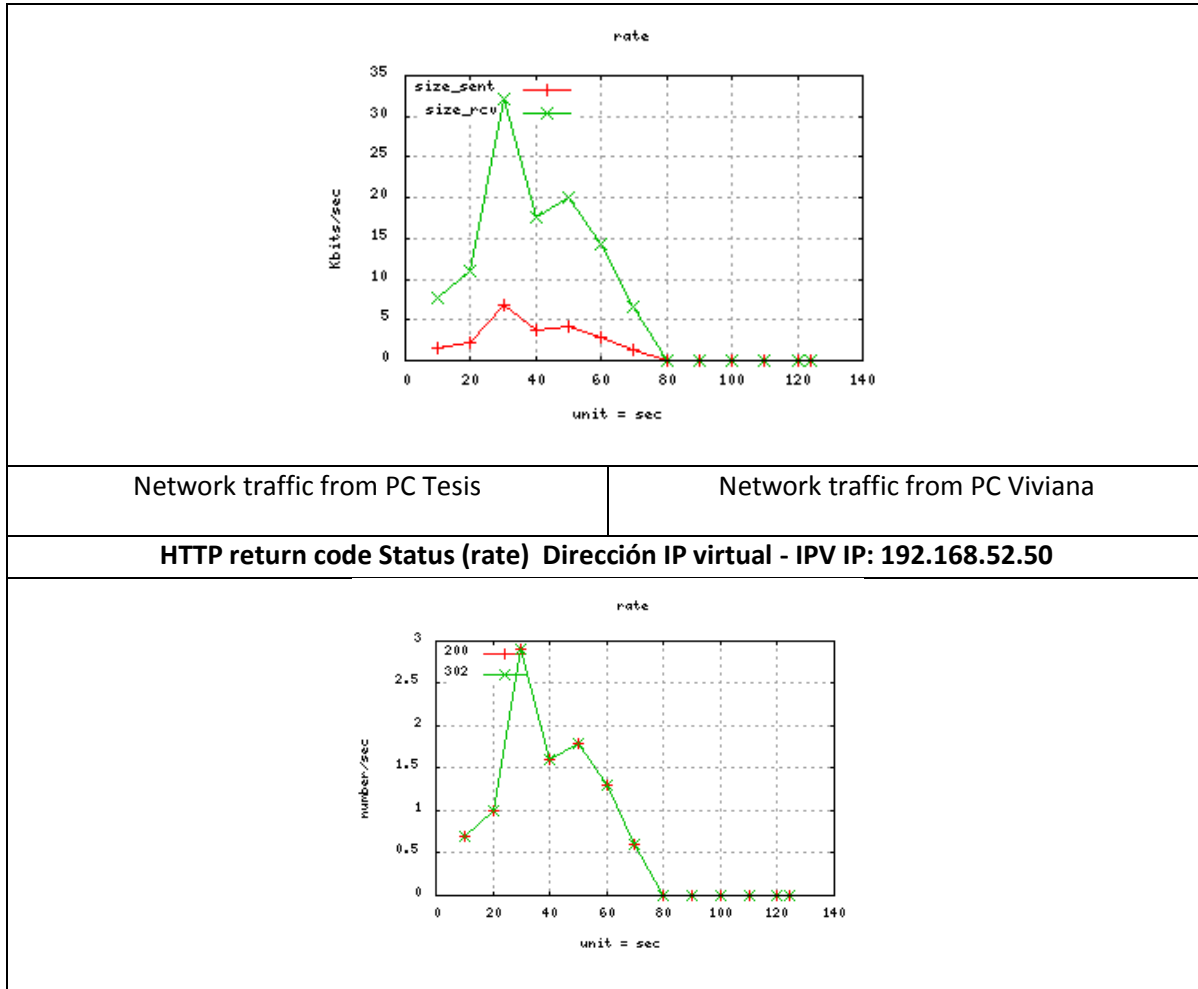 rate
35
30
25
20
15
10
5
0
size_sent
size_rcv
Kbits/sec
0 20 40 60 80 100 120 140
unit = sec
Network traffic from PC Tesis
Network traffic from PC Viviana
HTTP return code Status (rate) Dirección IP virtual - IPV IP: 192.168.52.50
rate
3
2.5
2
1.5
1
0.5
0
200
302
number/sec
0 20 40 60 80 100 120 140
unit = sec